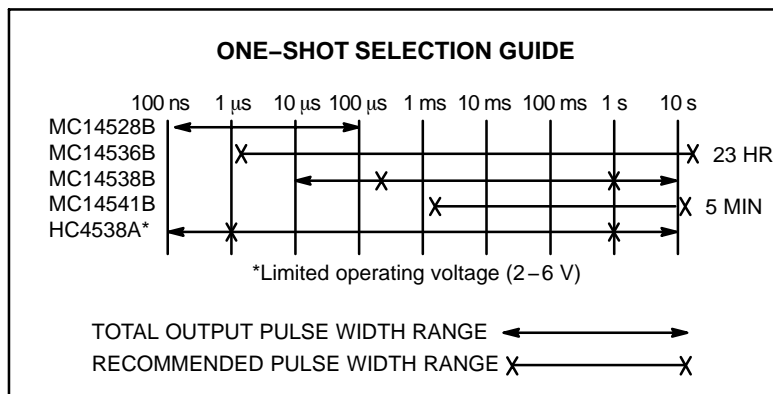 ONE–SHOT SELECTION GUIDE
100 ns 1 μs 10 μs 100 μs 1 ms 10 ms 100 ms 1 s 10 s
MC14528B
MC14536B 23 HR
MC14538B
MC14541B 5 MIN
HC4538A*
*Limited operating voltage (2–6 V)
TOTAL OUTPUT PULSE WIDTH RANGE
RECOMMENDED PULSE WIDTH RANGE